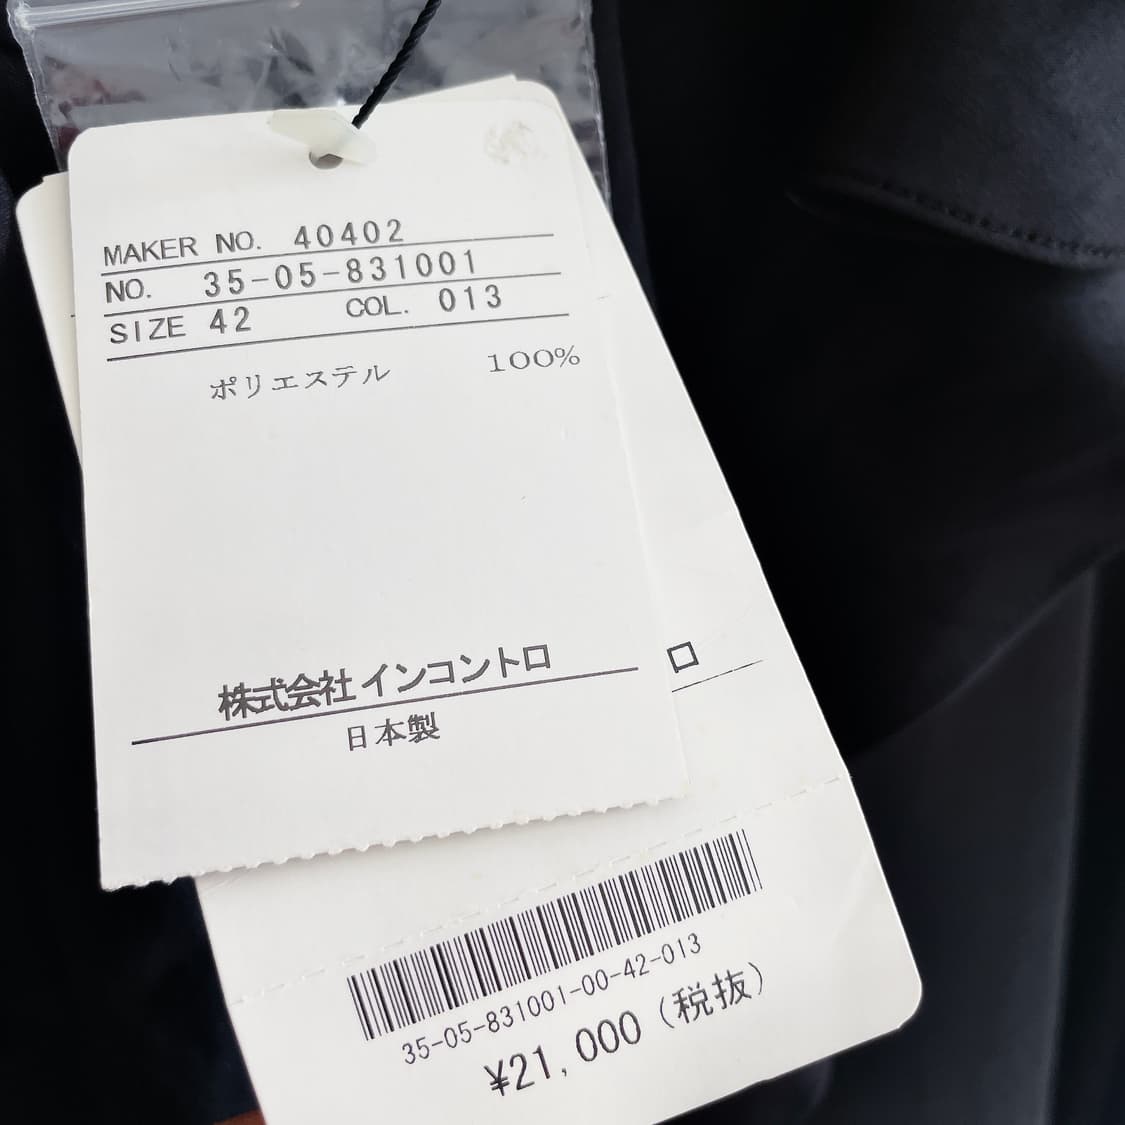 MAKER NO. 40402
NO. 35-05-831001
SIZE 42 COL. 013
ポリエステル 100%
株式会社インコントロ
日本製
ロ
35-05-831001-00-42-013
¥21,000(税抜)